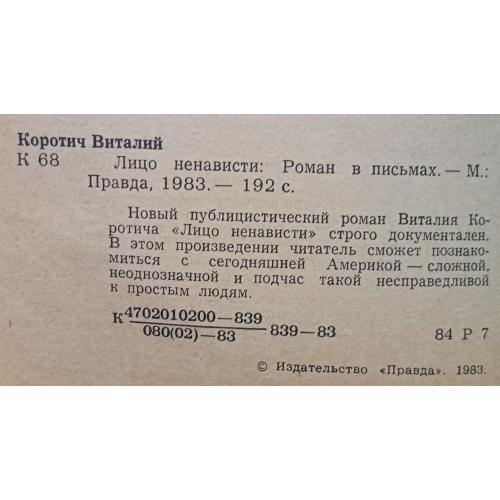 Коротич Виталий
К 68 Лицо ненависти: Роман в письмах. — М.:
Правда, 1983. — 192 с.
Новый публицистический роман Виталия Ко-
ротича «Лицо ненависти» строго документален.
В этом произведении читатель сможет познако-
миться с сегодняшней Америкой — сложной,
неоднозначной и подчас такой несправедливой
к простым людям.
К 4702010200—839
080(02)—83 839—83 84 Р 7
© Издательство «Правда». 1983.